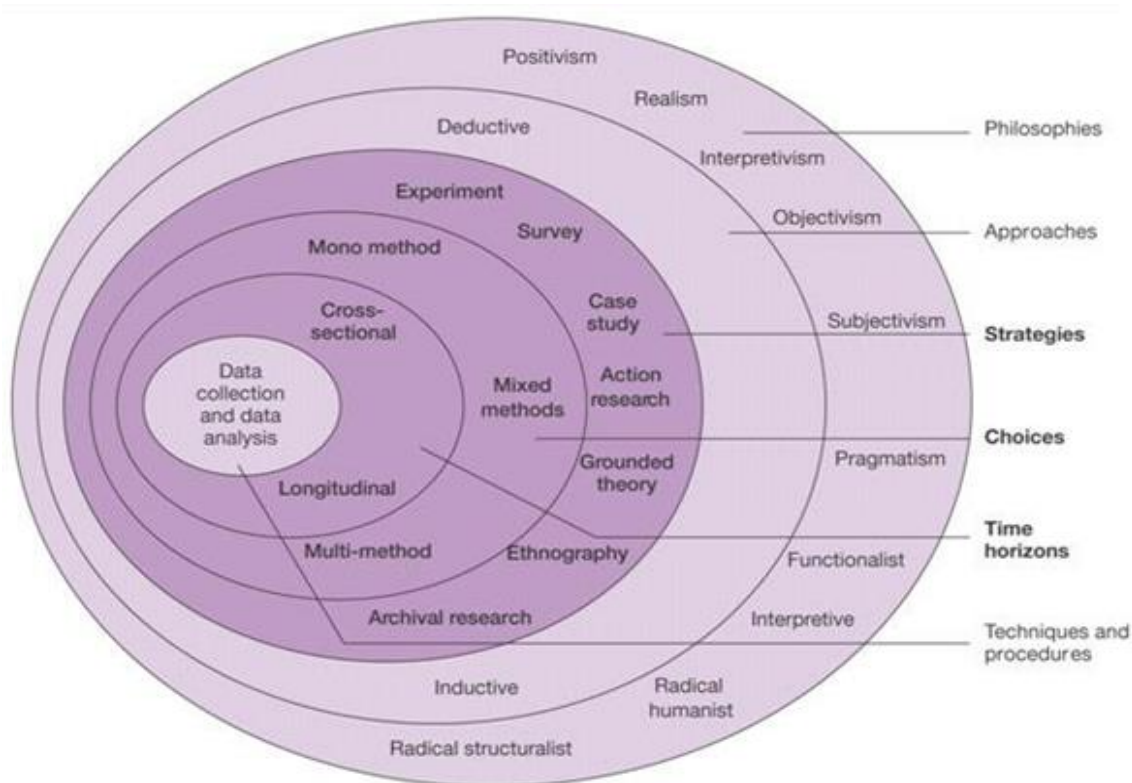 Positivism
Realism
Philosophies
Deductive
Interpretivism
Experiment
Objectivism
Survey
Approaches
Mono method
Cross-
sectional
Case
study
Subjectivism
Strategies
Data
collection
and data
analysis
Mixed
methods
Action
research
Choices
Pragmatism
Grounded
theory
Longitudinal
Time
horizons
Multi-method
Ethnography
Functionalist
Archival research
Interpretive
Techniques and
procedures
Inductive
Radical
humanist
Radical structuralist